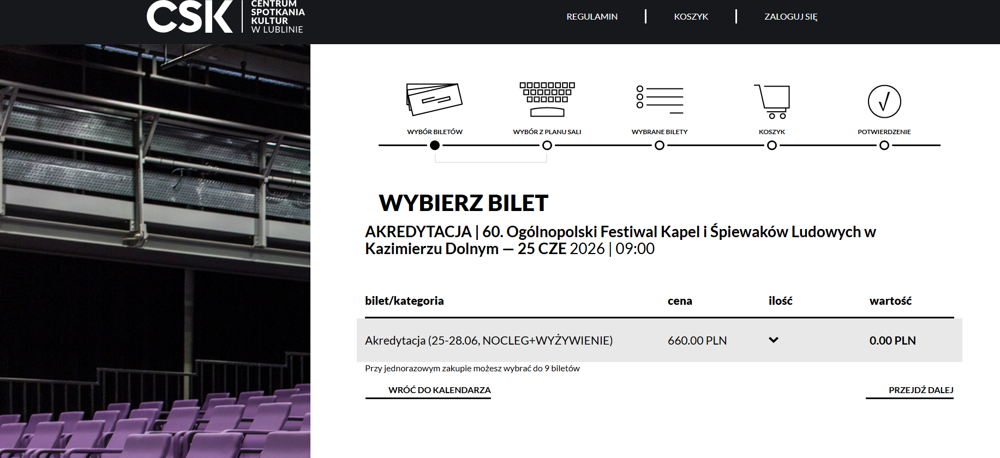 CSK
CENTRUM
SPOTKANIA
KULTUR
W LUBLINIE
REGULAMIN
KOSZYK
ZALOGUJ SIĘ
WYBÓR BILETÓW
WYBÓR Z PLANU SALI
WYBRANE BILETY
KOSZYK
POTWIERDZENIE
WYBIERZ BILET
AKREDYTACJA | 60. Ogólnopolski Festiwal Kapel i Śpiewaków Ludowych w
Kazimierzu Dolnym — 25 CZE 2026 | 09:00
bilet/kategoria cena ilość wartość
Akredytacja (25-28.06, NOCLEG+WYŻYWIENIE) 660.00 PLN 0.00 PLN
Przy jednorazowym zakupie możesz wybrać do 9 biletów
WRÓĆ DO KALENDARZA
PRZEJDŹ DALEJ